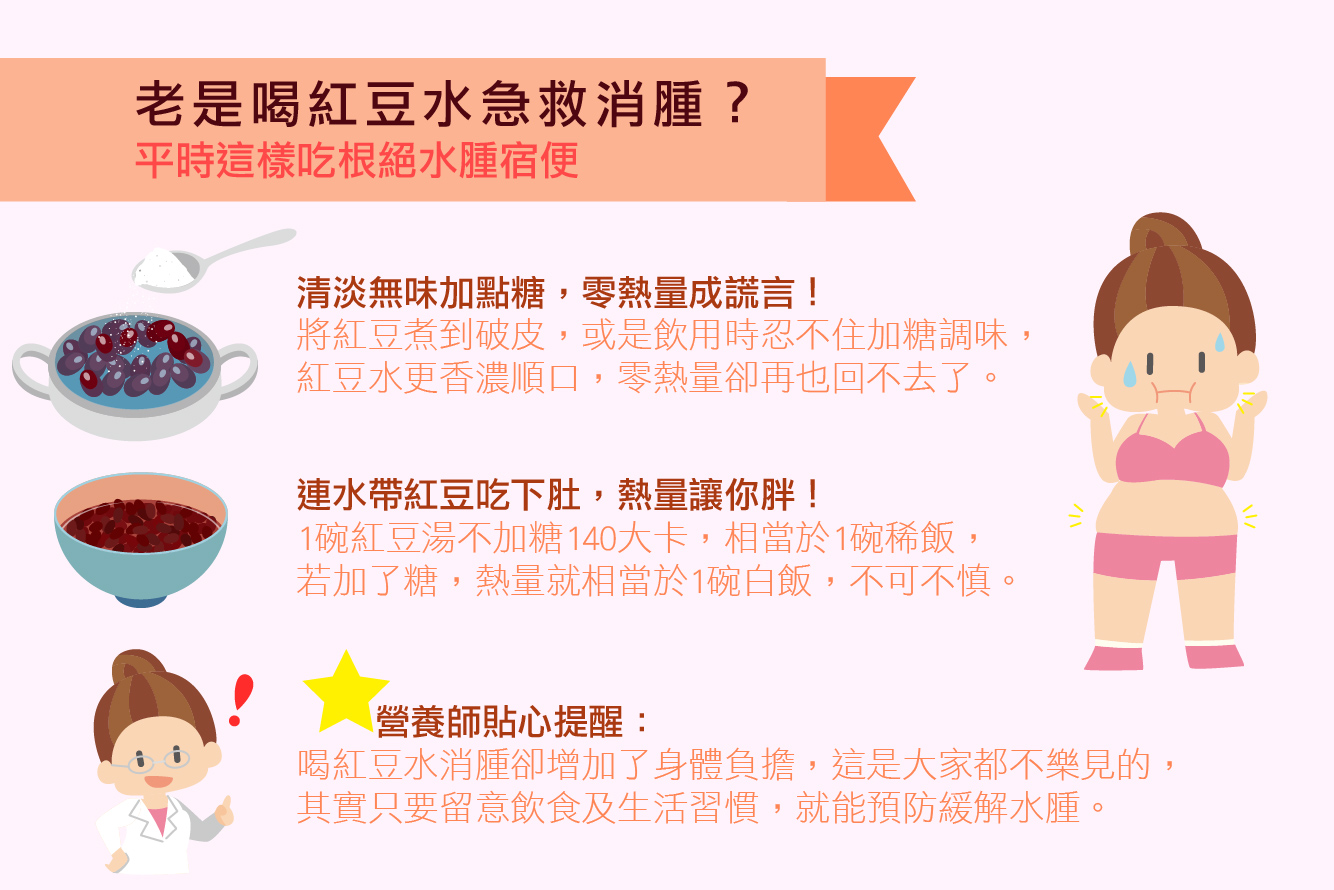 老是喝紅豆水急救消腫？
平時這樣吃根絕水腫宿便
清淡無味加點糖，零熱量成謊言！
將紅豆煮到破皮，或是飲用時忍不住加糖調味，
紅豆水更香濃順口，零熱量卻再也回不去了。
連水帶紅豆吃下肚，熱量讓你胖！
1碗紅豆湯不加糖140大卡，相當於1碗稀飯，
若加了糖，熱量就相當於1碗白飯，不可不慎。
營養師貼心提醒：
喝紅豆水消腫卻增加了身體負擔，這是大家都不樂見的，
其實只要留意飲食及生活習慣，就能預防緩解水腫。